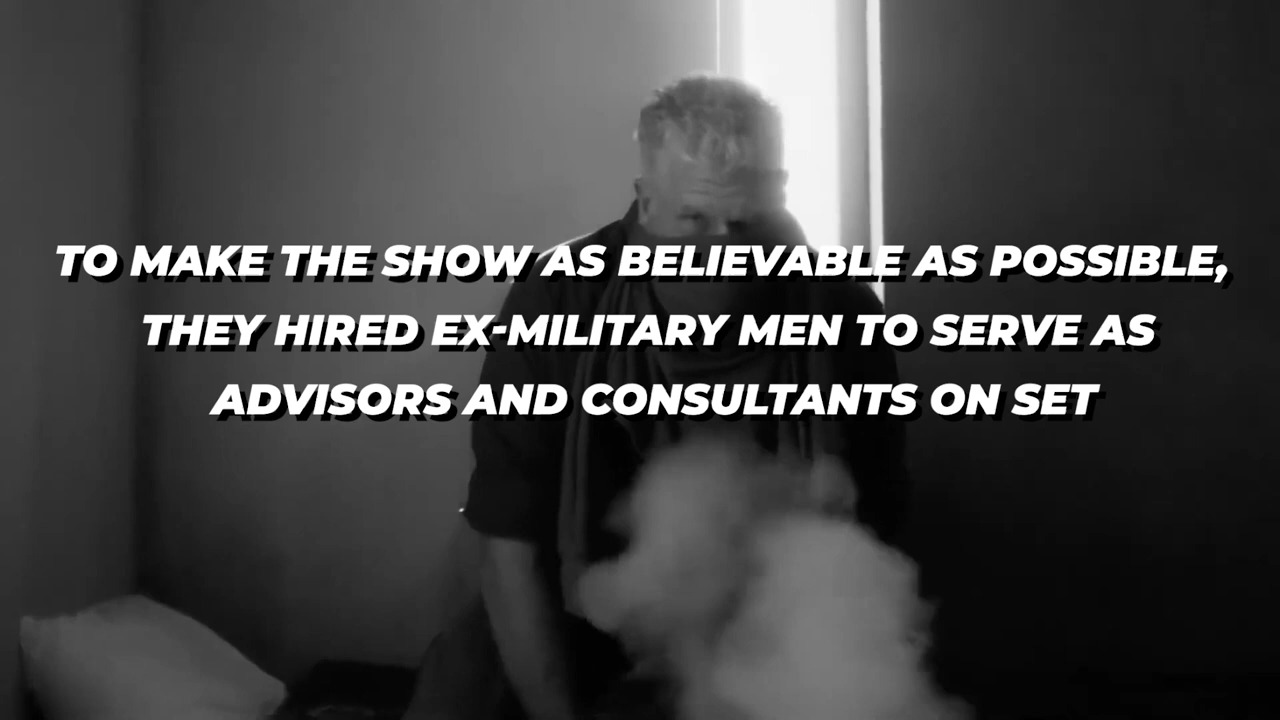 TO MAKE THE SHOW AS BELIEVABLE AS POSSIBLE,
THEY HIRED EX-MILITARY MEN TO SERVE AS
ADVISORS AND CONSULTANTS ON SET